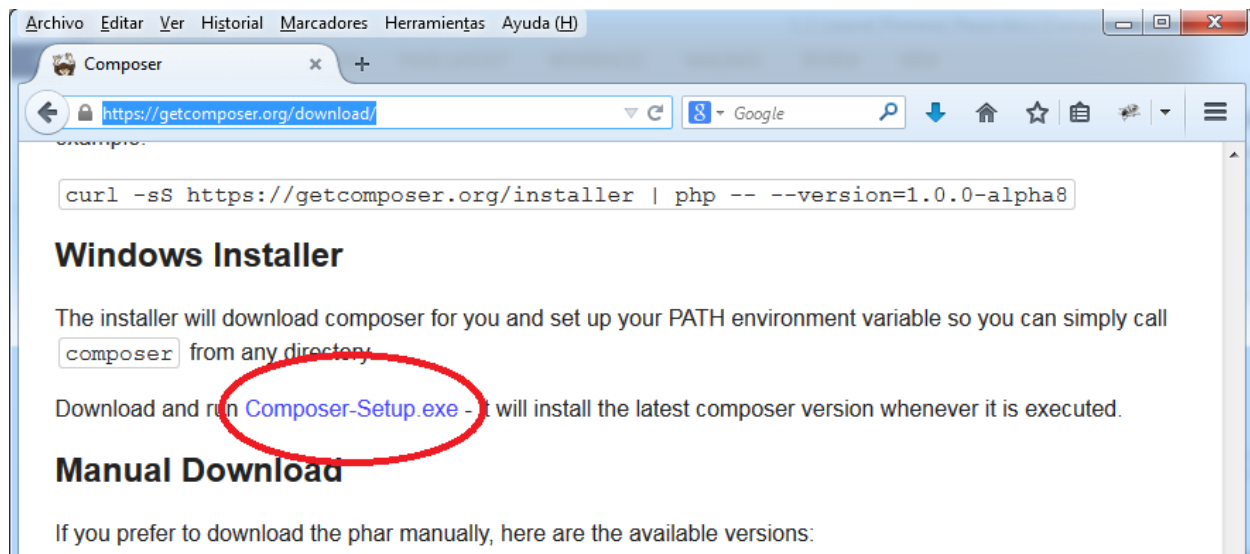 Archivo Editar Ver Historial Marcadores Herramientas Ayuda (H)
Composer
https://getcomposer.org/download/
Google
example:
curl -sS https://getcomposer.org/installer | php -- --version=1.0.0-alpha8
Windows Installer
The installer will download composer for you and set up your PATH environment variable so you can simply call
composer from any directory.
Download and run Composer-Setup.exe - it will install the latest composer version whenever it is executed.
Manual Download
If you prefer to download the phar manually, here are the available versions: